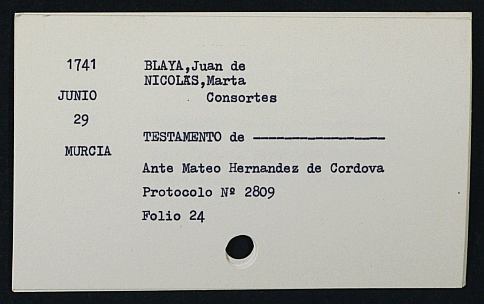 1741
JUNIO
29
MURCIA
BLAYA,Juan de
NICOLAS,Marta
Consortes
TESTAMENTO de -----------------
Ante Mateo Hernandez de Cordova
Protocolo Nº 2809
Folio 24